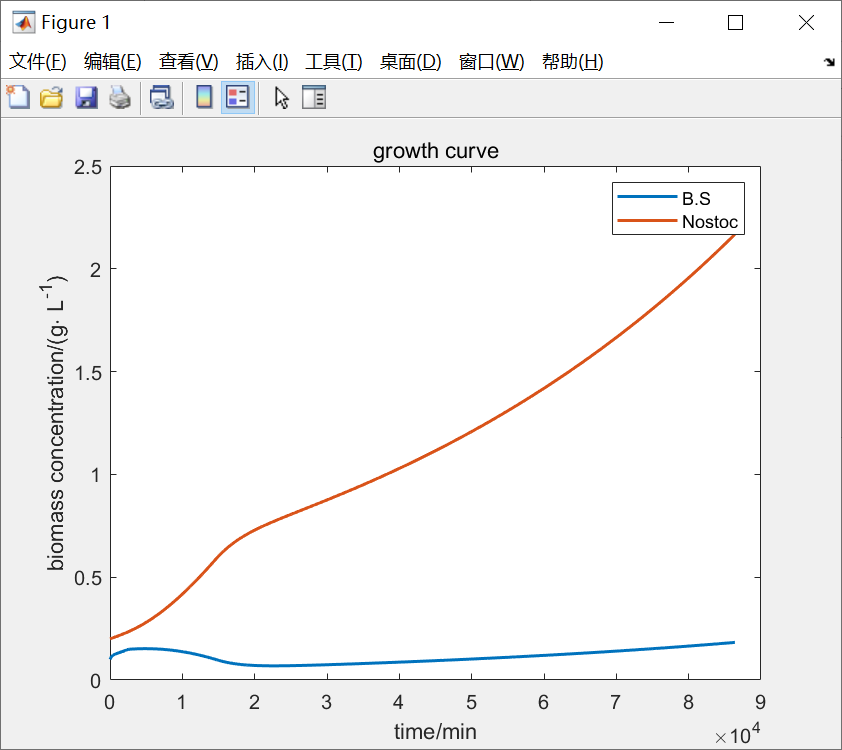 Figure 1
文件(F) 编辑(E) 查看(V) 插入(I) 工具(T) 桌面(D) 窗口(W) 帮助(H)
growth curve
2.5
2
1.5
1
0.5
0
biomass concentration/(g· L⁻¹)
B.S
Nostoc
0 1 2 3 4 5 6 7 8 9
time/min
×10⁴